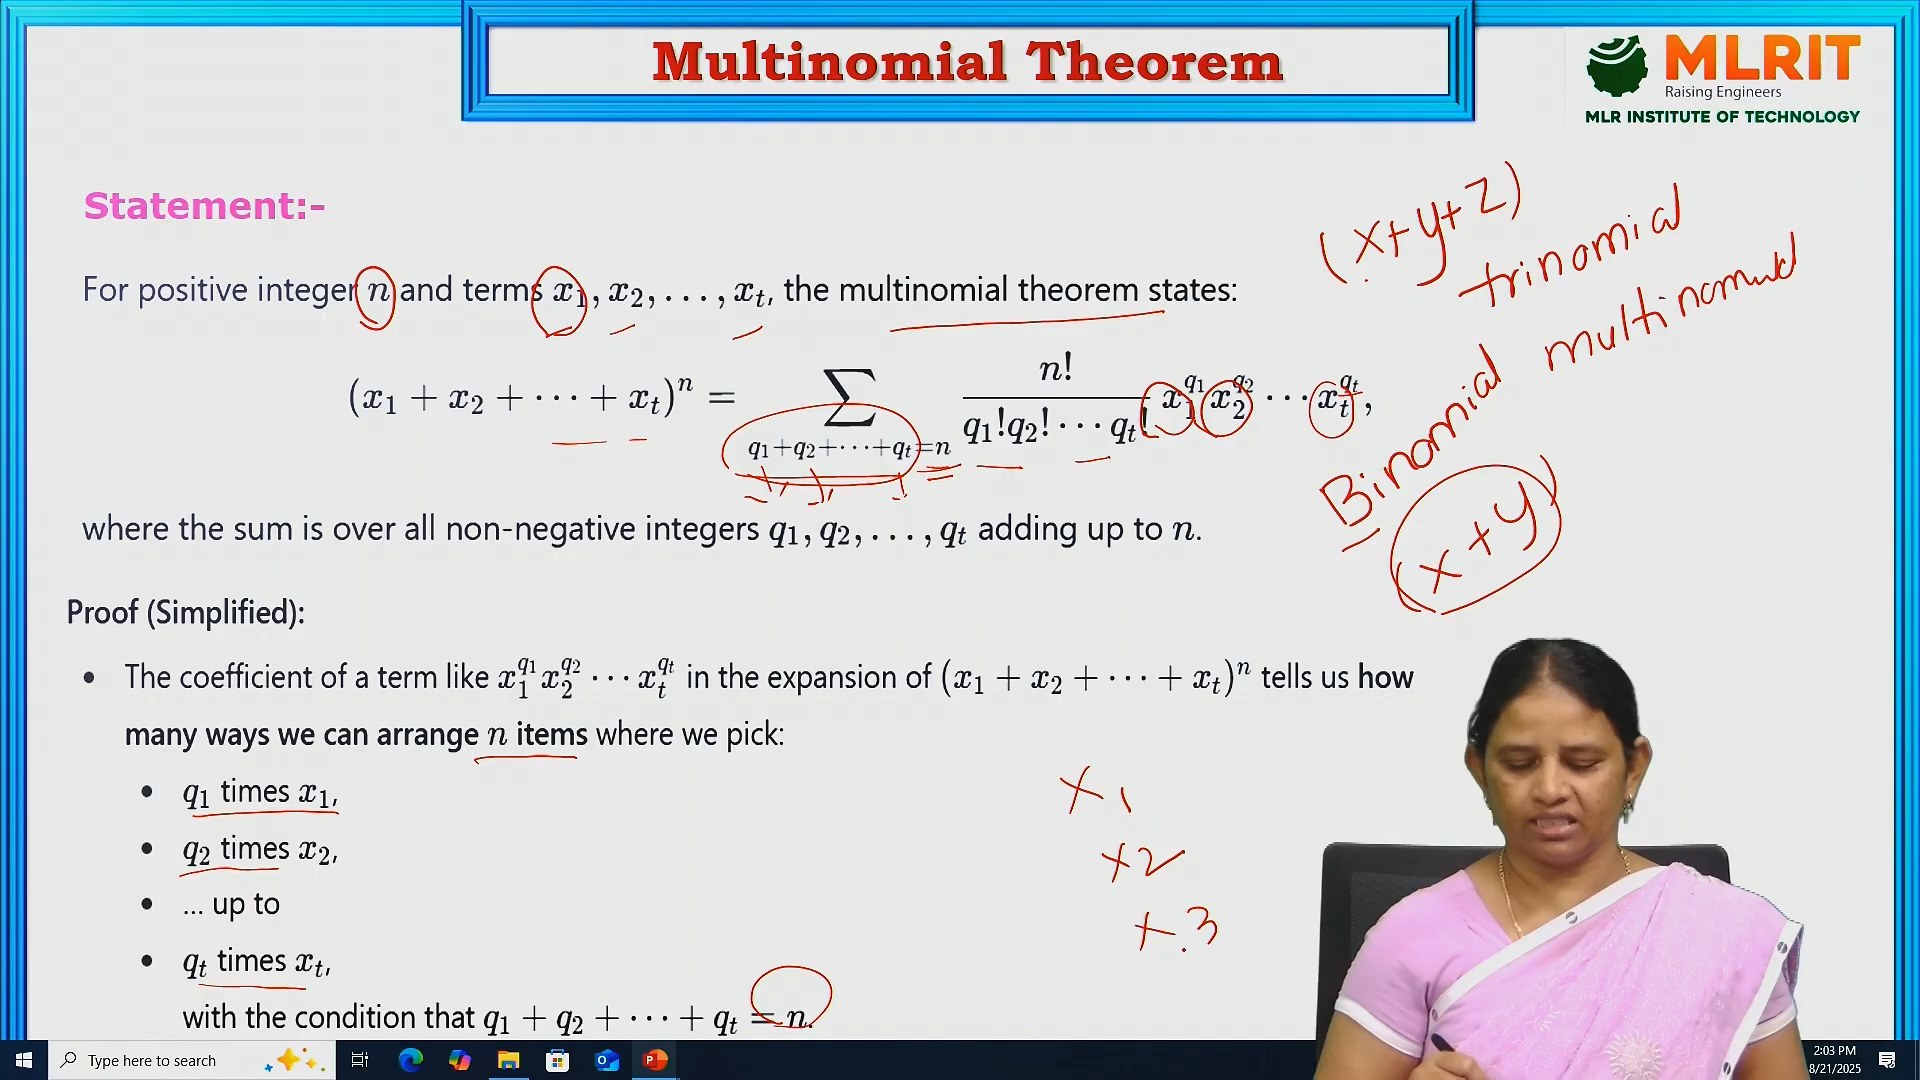 Multinomial Theorem
MLRIT
Raising Engineers
MLR INSTITUTE OF TECHNOLOGY
Statement:-
For positive integer n and terms x₁, x₂, . . . , xₜ, the multinomial theorem states:
(x₁ + x₂ + · · · + xₜ)ⁿ = ∑_{q₁+q₂+···+qₜ=n} n!/(q₁!q₂! · · · qₜ!) x₁^{q₁} x₂^{q₂} · · · xₜ^{qₜ},
where the sum is over all non-negative integers q₁, q₂, . . . , qₜ adding up to n.
(x+y+z)
trinomial
multinomial
Binomial
(x+y)
Proof (Simplified):
• The coefficient of a term like x₁^{q₁} x₂^{q₂} · · · xₜ^{qₜ} in the expansion of (x₁ + x₂ + · · · + xₜ)ⁿ tells us how
many ways we can arrange n items where we pick:
• q₁ times x₁,
• q₂ times x₂,
• ... up to
• qₜ times xₜ,
with the condition that q₁ + q₂ + · · · + qₜ = n.
x1
x2
x3
Type here to search
2:03 PM
8/21/2025